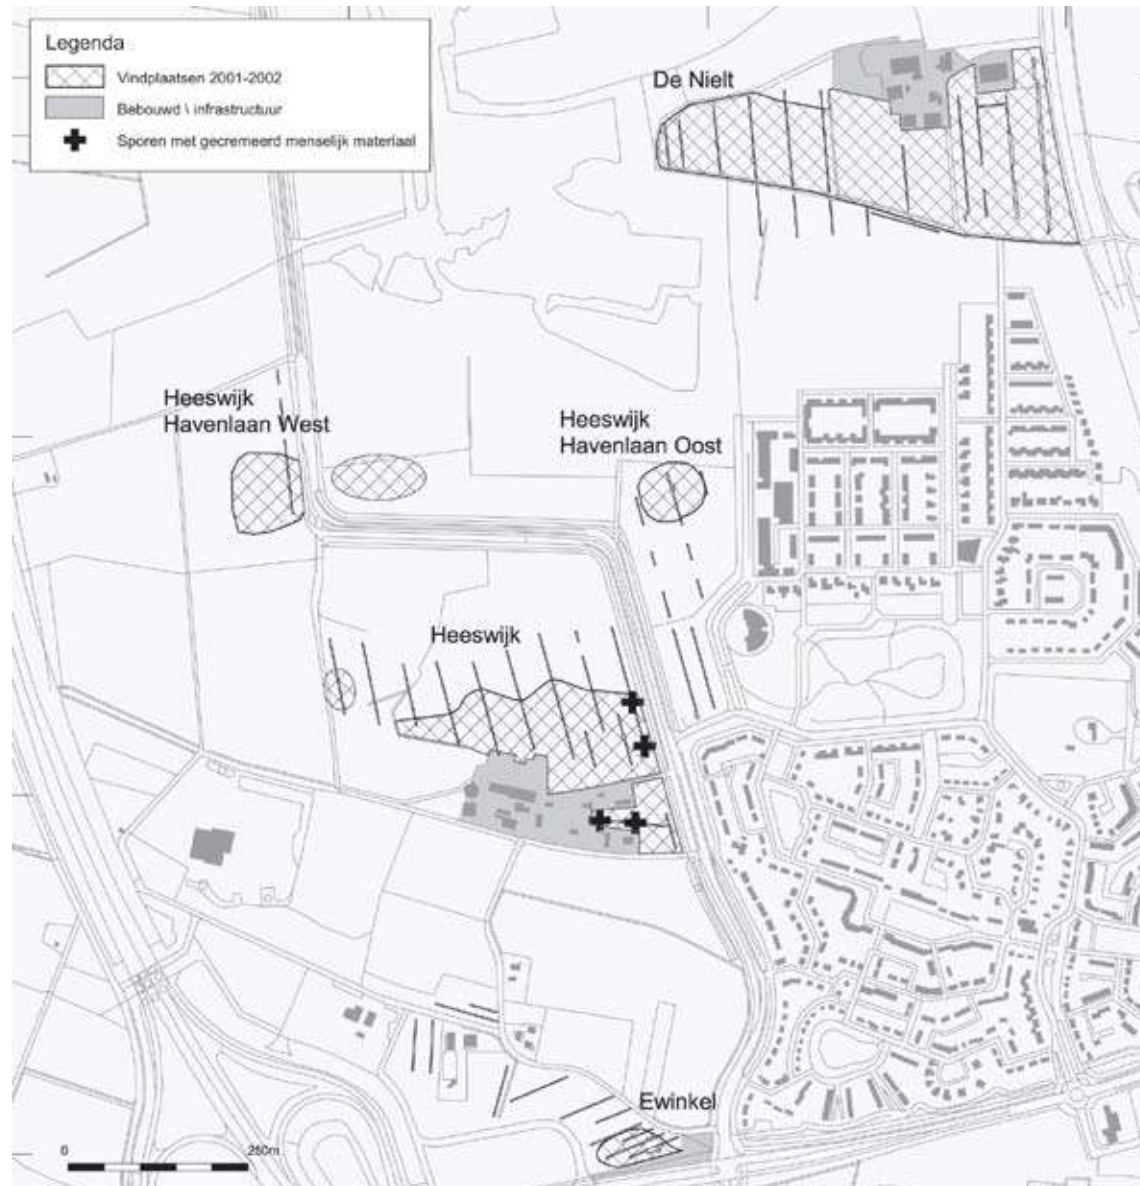 Legenda
Vindplaatsen 2001-2002
Bebouwd \ infrastructuur
Sporen met gecremeerd menselijk materiaal
De Nielt
Heeswijk
Havenlaan West
Heeswijk
Havenlaan Oost
Heeswijk
Ewinkel
0
250m